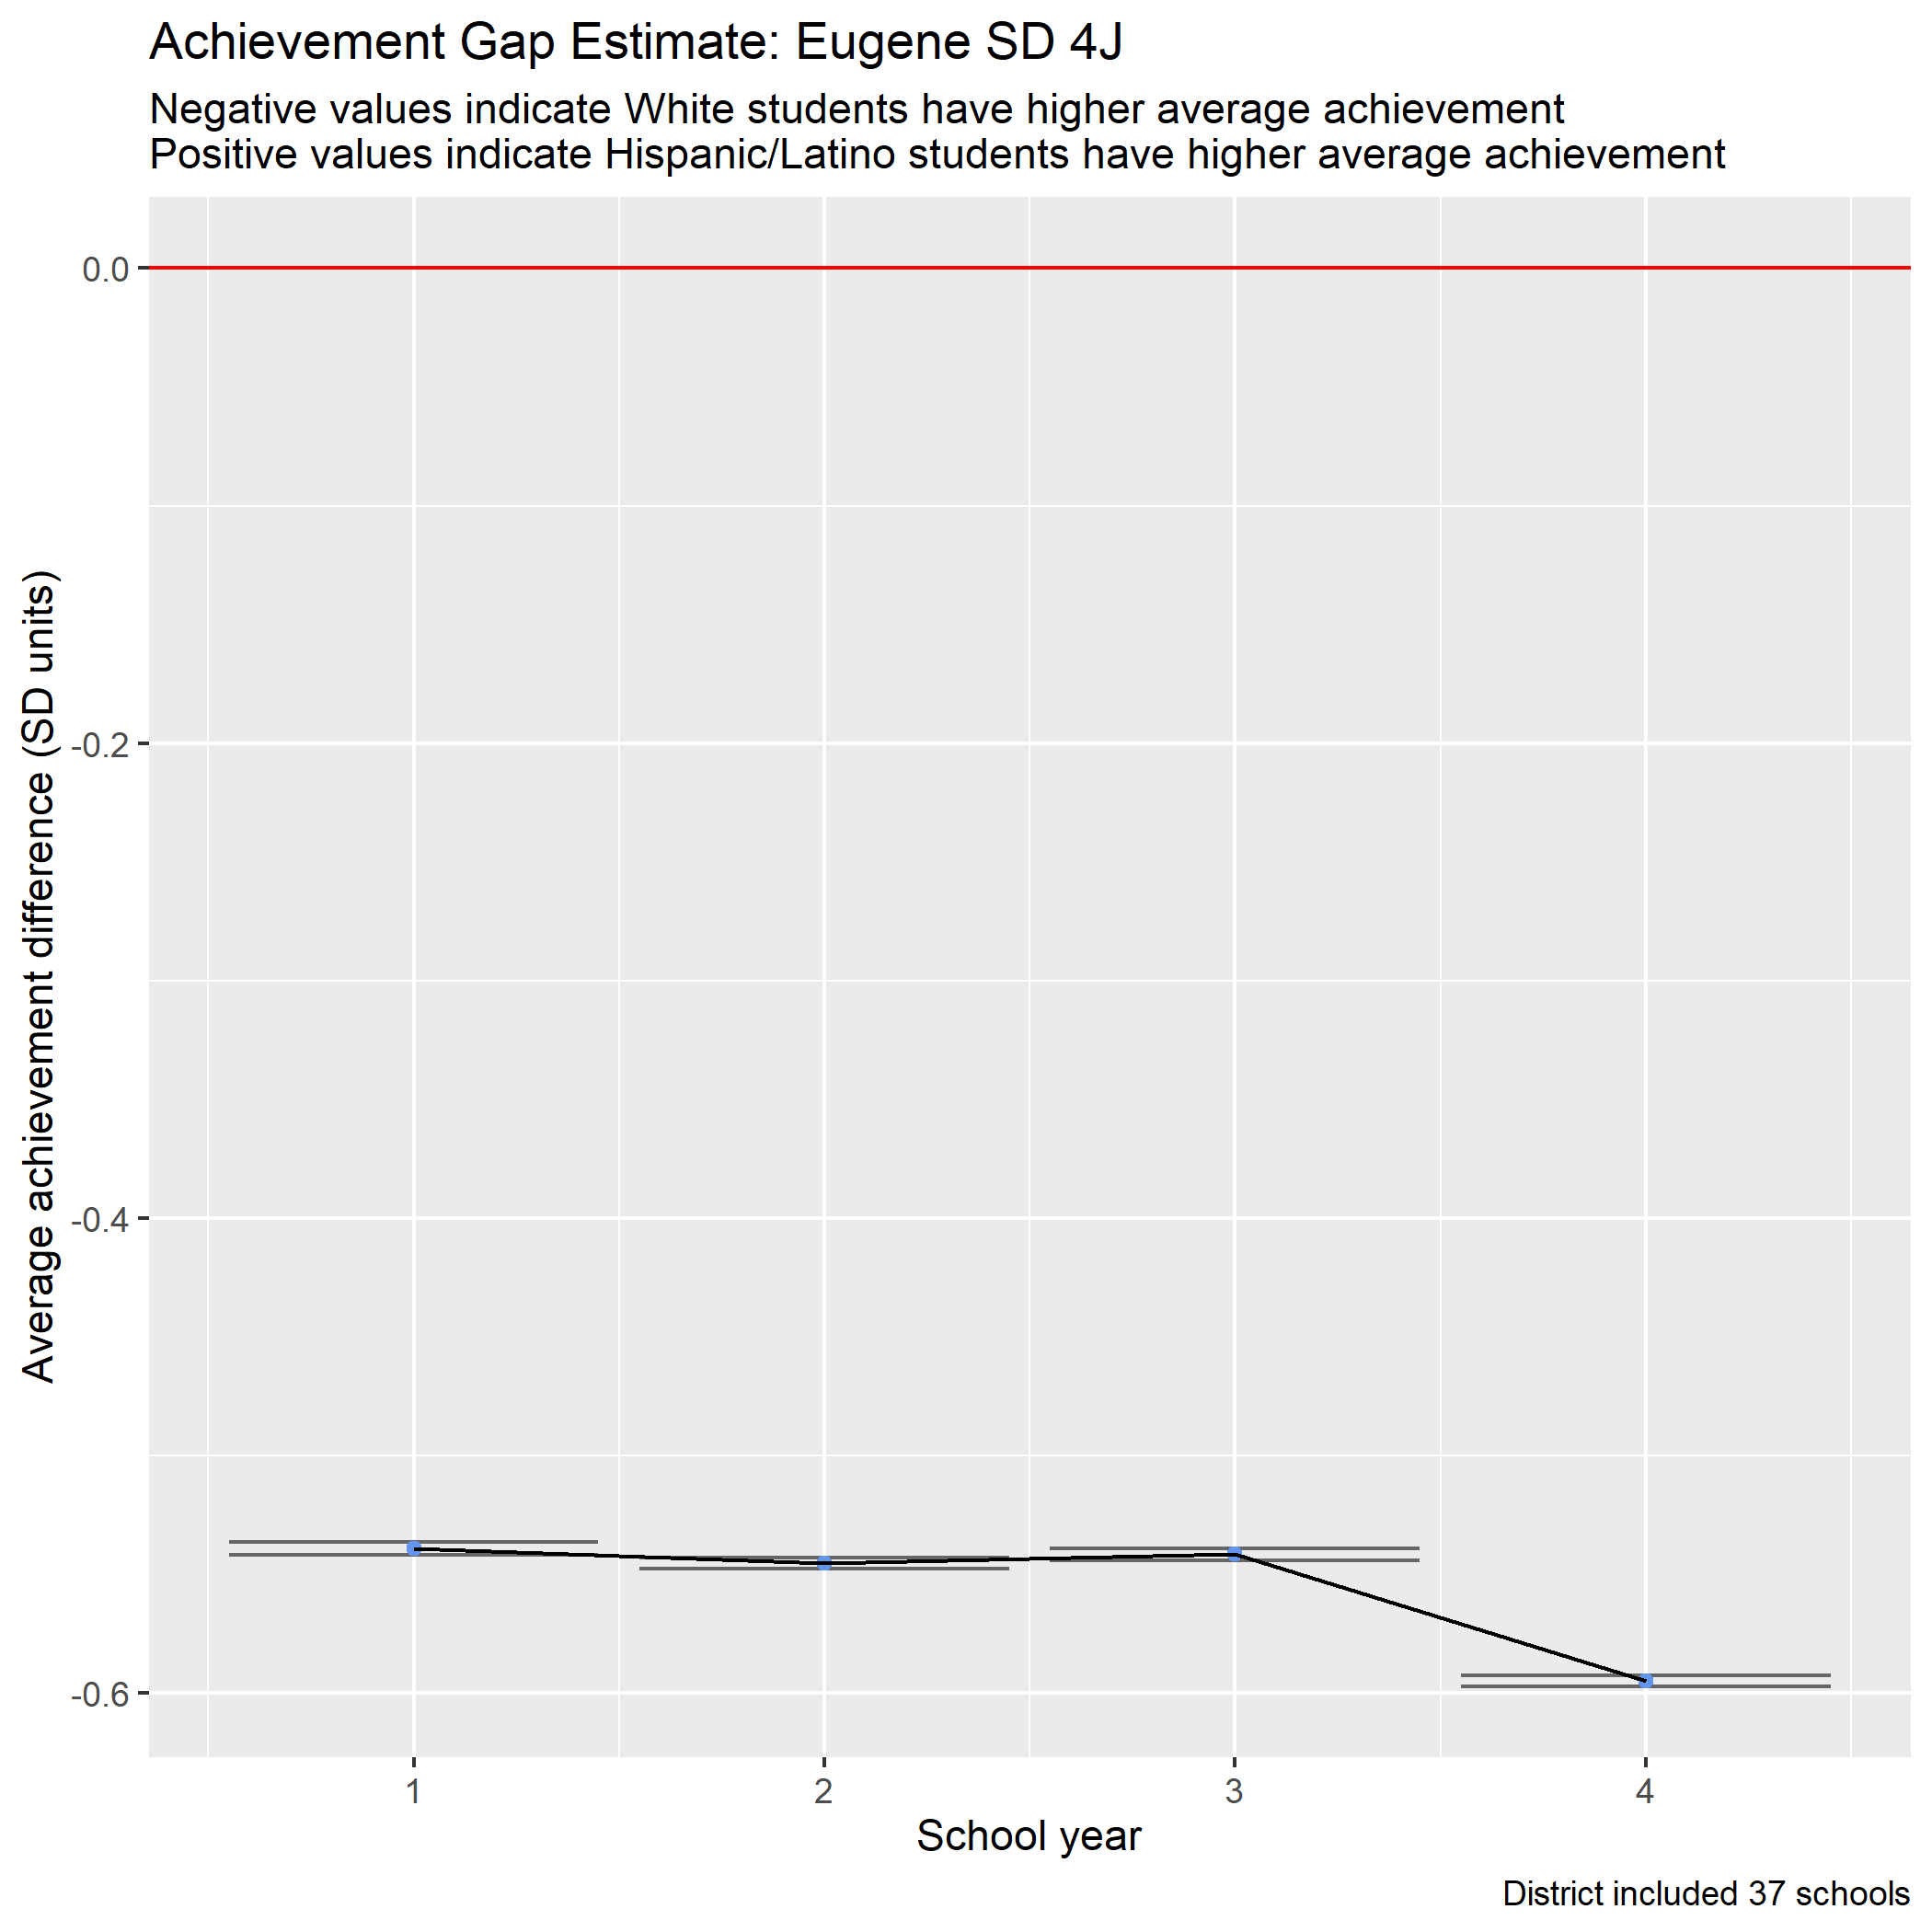 Achievement Gap Estimate: Eugene SD 4J
Negative values indicate White students have higher average achievement
Positive values indicate Hispanic/Latino students have higher average achievement
Average achievement difference (SD units)
0.0
-0.2
-0.4
-0.6
1
2
3
4
School year
District included 37 schools